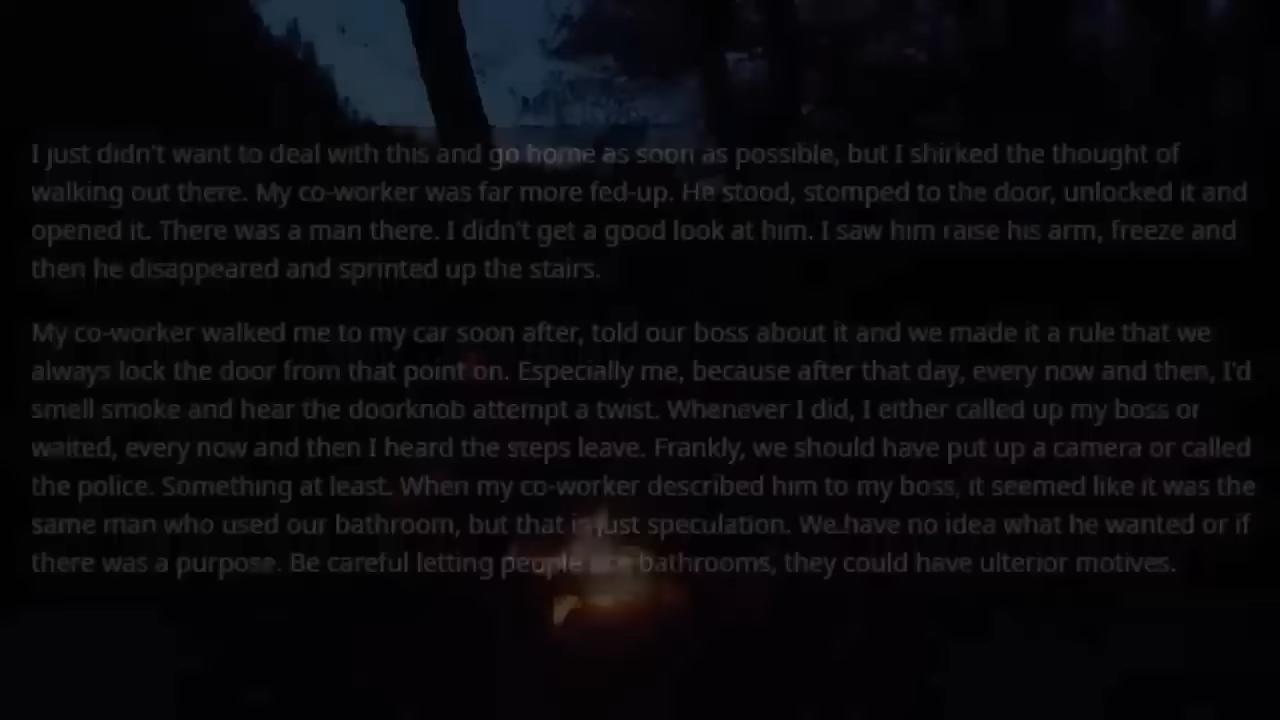 I just didn't want to deal with this and go home as soon as possible, but I shirked the thought of
walking out there. My co-worker was far more fed-up. He stood, stomped to the door, unlocked it and
opened it. There was a man there. I didn't get a good look at him. I saw him raise his arm, freeze and
then he disappeared and sprinted up the stairs.
My co-worker walked me to my car soon after, told our boss about it and we made it a rule that we
always lock the door from that point on. Especially me, because after that day, every now and then, I'd
smell smoke and hear the doorknob attempt a twist. Whenever I did, I either called up my boss or
waited, every now and then I heard the steps leave. Frankly, we should have put up a camera or called
the police. Something at least. When my co-worker described him to my boss, it seemed like it was the
same man who used our bathroom, but that is just speculation. We have no idea what he wanted or if
there was a purpose. Be careful letting people use bathrooms, they could have ulterior motives.